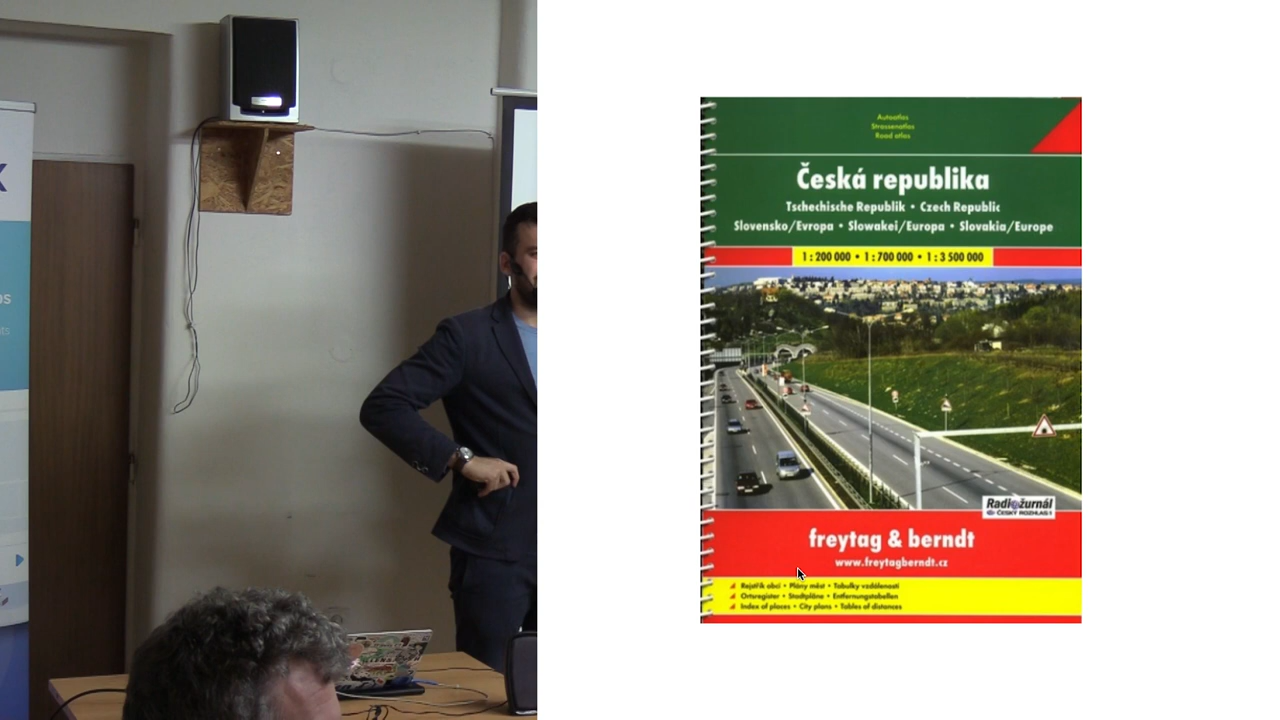 Autoatlas
Strassenatlas
Road atlas
Česká republika
Tschechische Republik • Czech Republic
Slovensko/Evropa • Slowakei/Europa • Slovakia/Europe
1 : 200 000 • 1 : 700 000 • 1 : 3 500 000
Radiožurnál
ČESKÝ ROZHLAS 1
freytag & berndt
www.freytagberndt.cz
Rejstřík obcí • Plány měst • Tabulky vzdáleností
Ortsregister • Stadtpläne • Entfernungstabellen
Index of places • City plans • Tables of distances